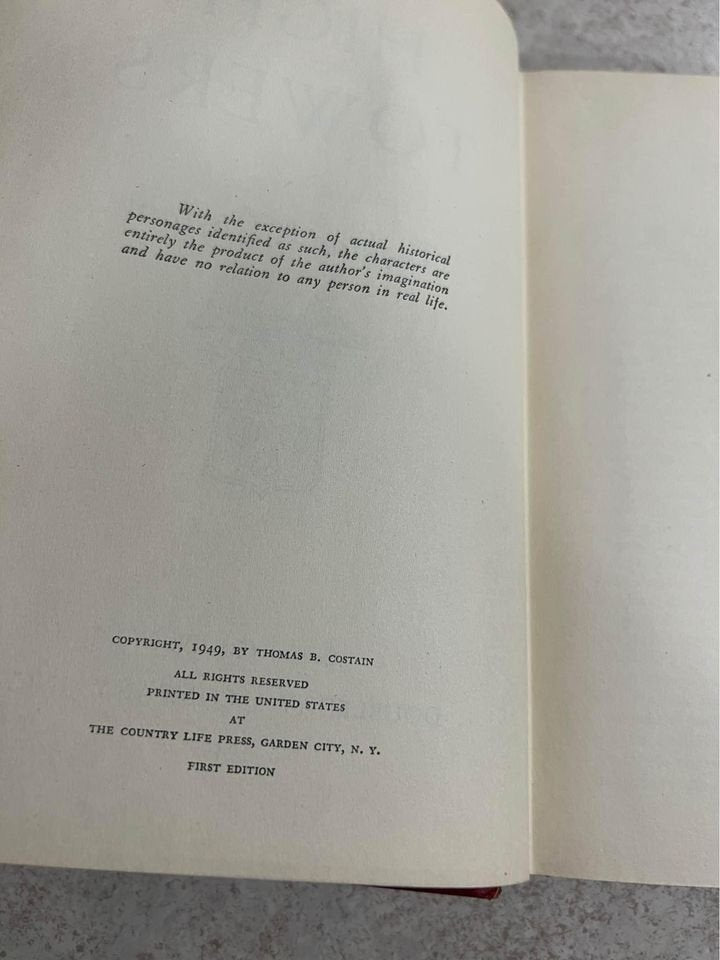 With the exception of actual historical
personages identified as such, the characters are
entirely the product of the author's imagination
and have no relation to any person in real life.
COPYRIGHT, 1949, BY THOMAS B. COSTAIN
ALL RIGHTS RESERVED
PRINTED IN THE UNITED STATES
AT
THE COUNTRY LIFE PRESS, GARDEN CITY, N. Y.
FIRST EDITION